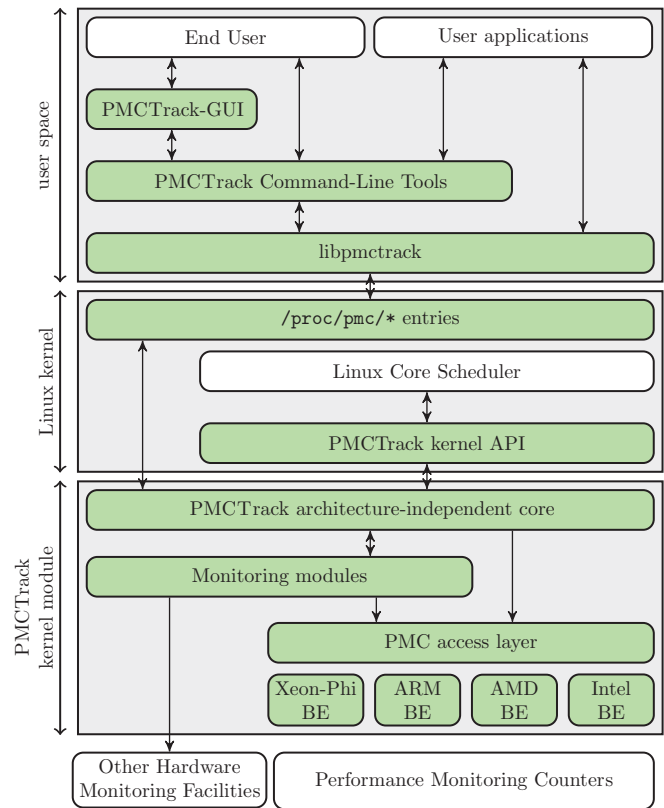 user space
End User
User applications
PMCTrack-GUI
PMCTrack Command-Line Tools
libpmctrack
Linux kernel
/proc/pmc/* entries
Linux Core Scheduler
PMCTrack kernel API
PMCTrack
kernel module
PMCTrack architecture-independent core
Monitoring modules
PMC access layer
Xeon-Phi
BE
ARM
BE
AMD
BE
Intel
BE
Other Hardware
Monitoring Facilities
Performance Monitoring Counters